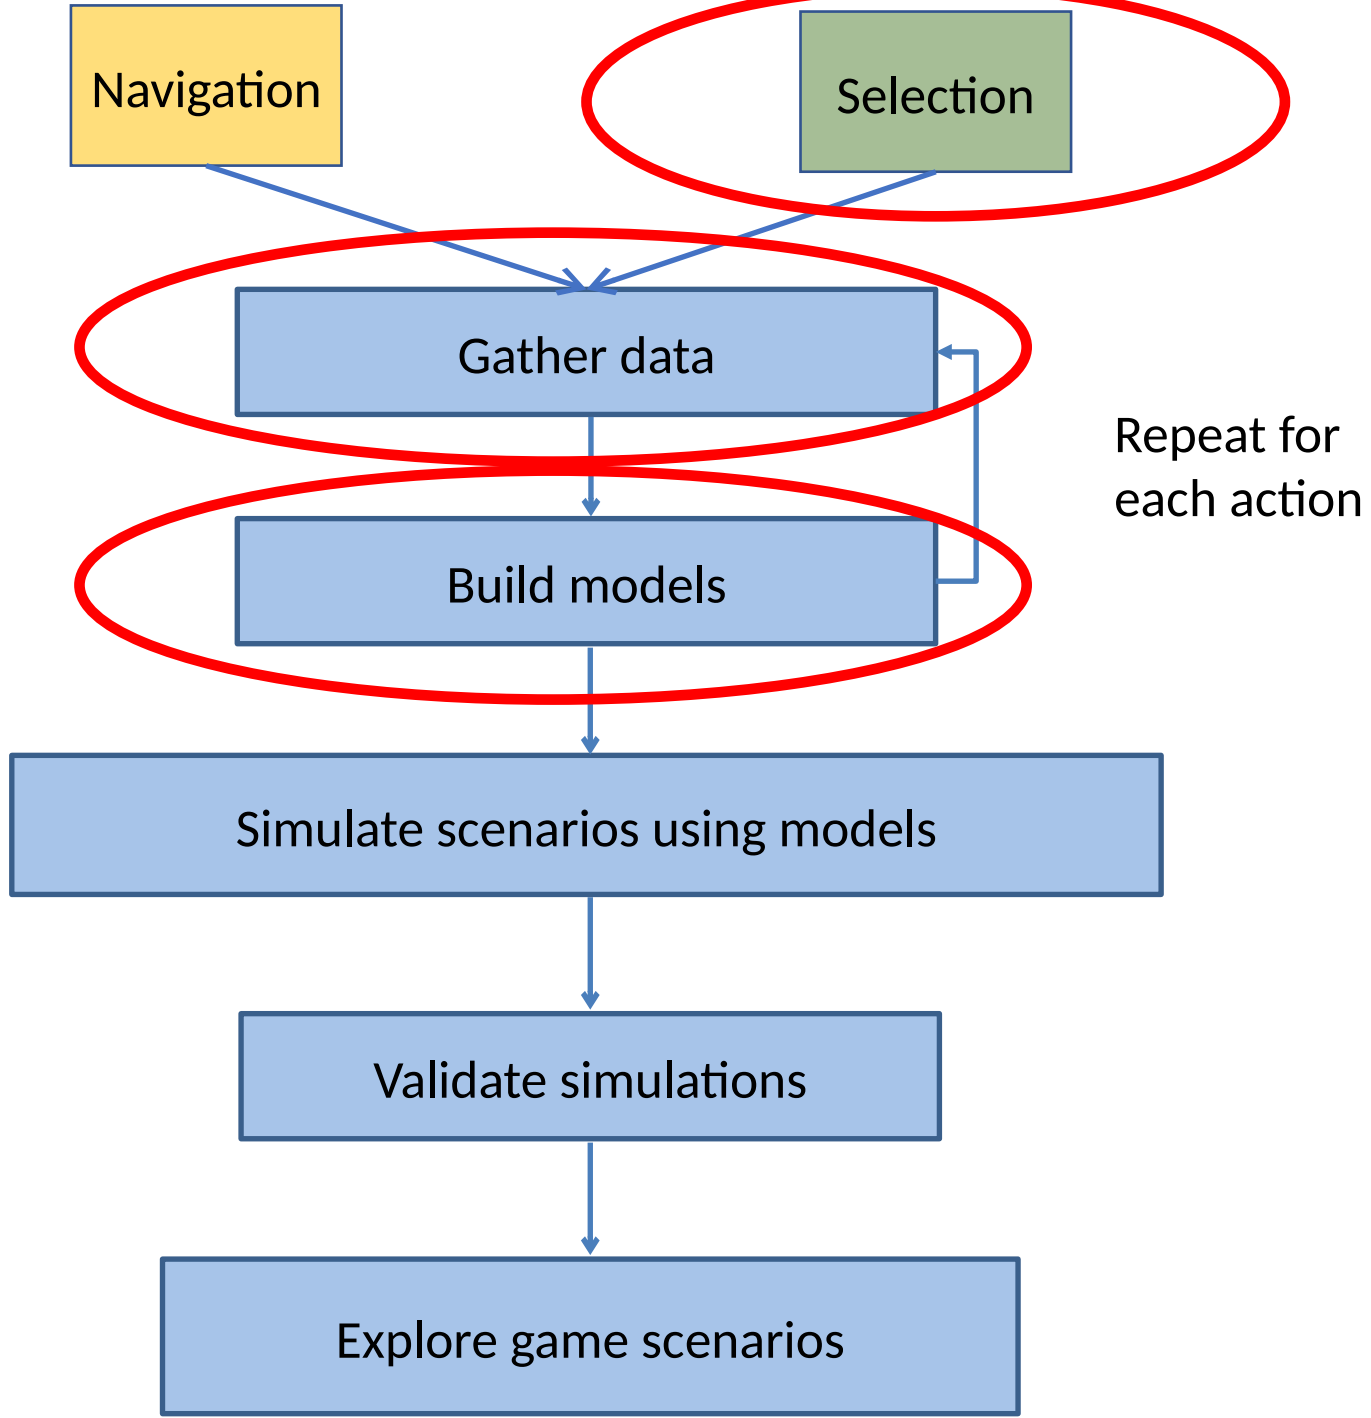 Navigation
Selection
Gather data
Repeat for
each action
Build models
Simulate scenarios using models
Validate simulations
Explore game scenarios